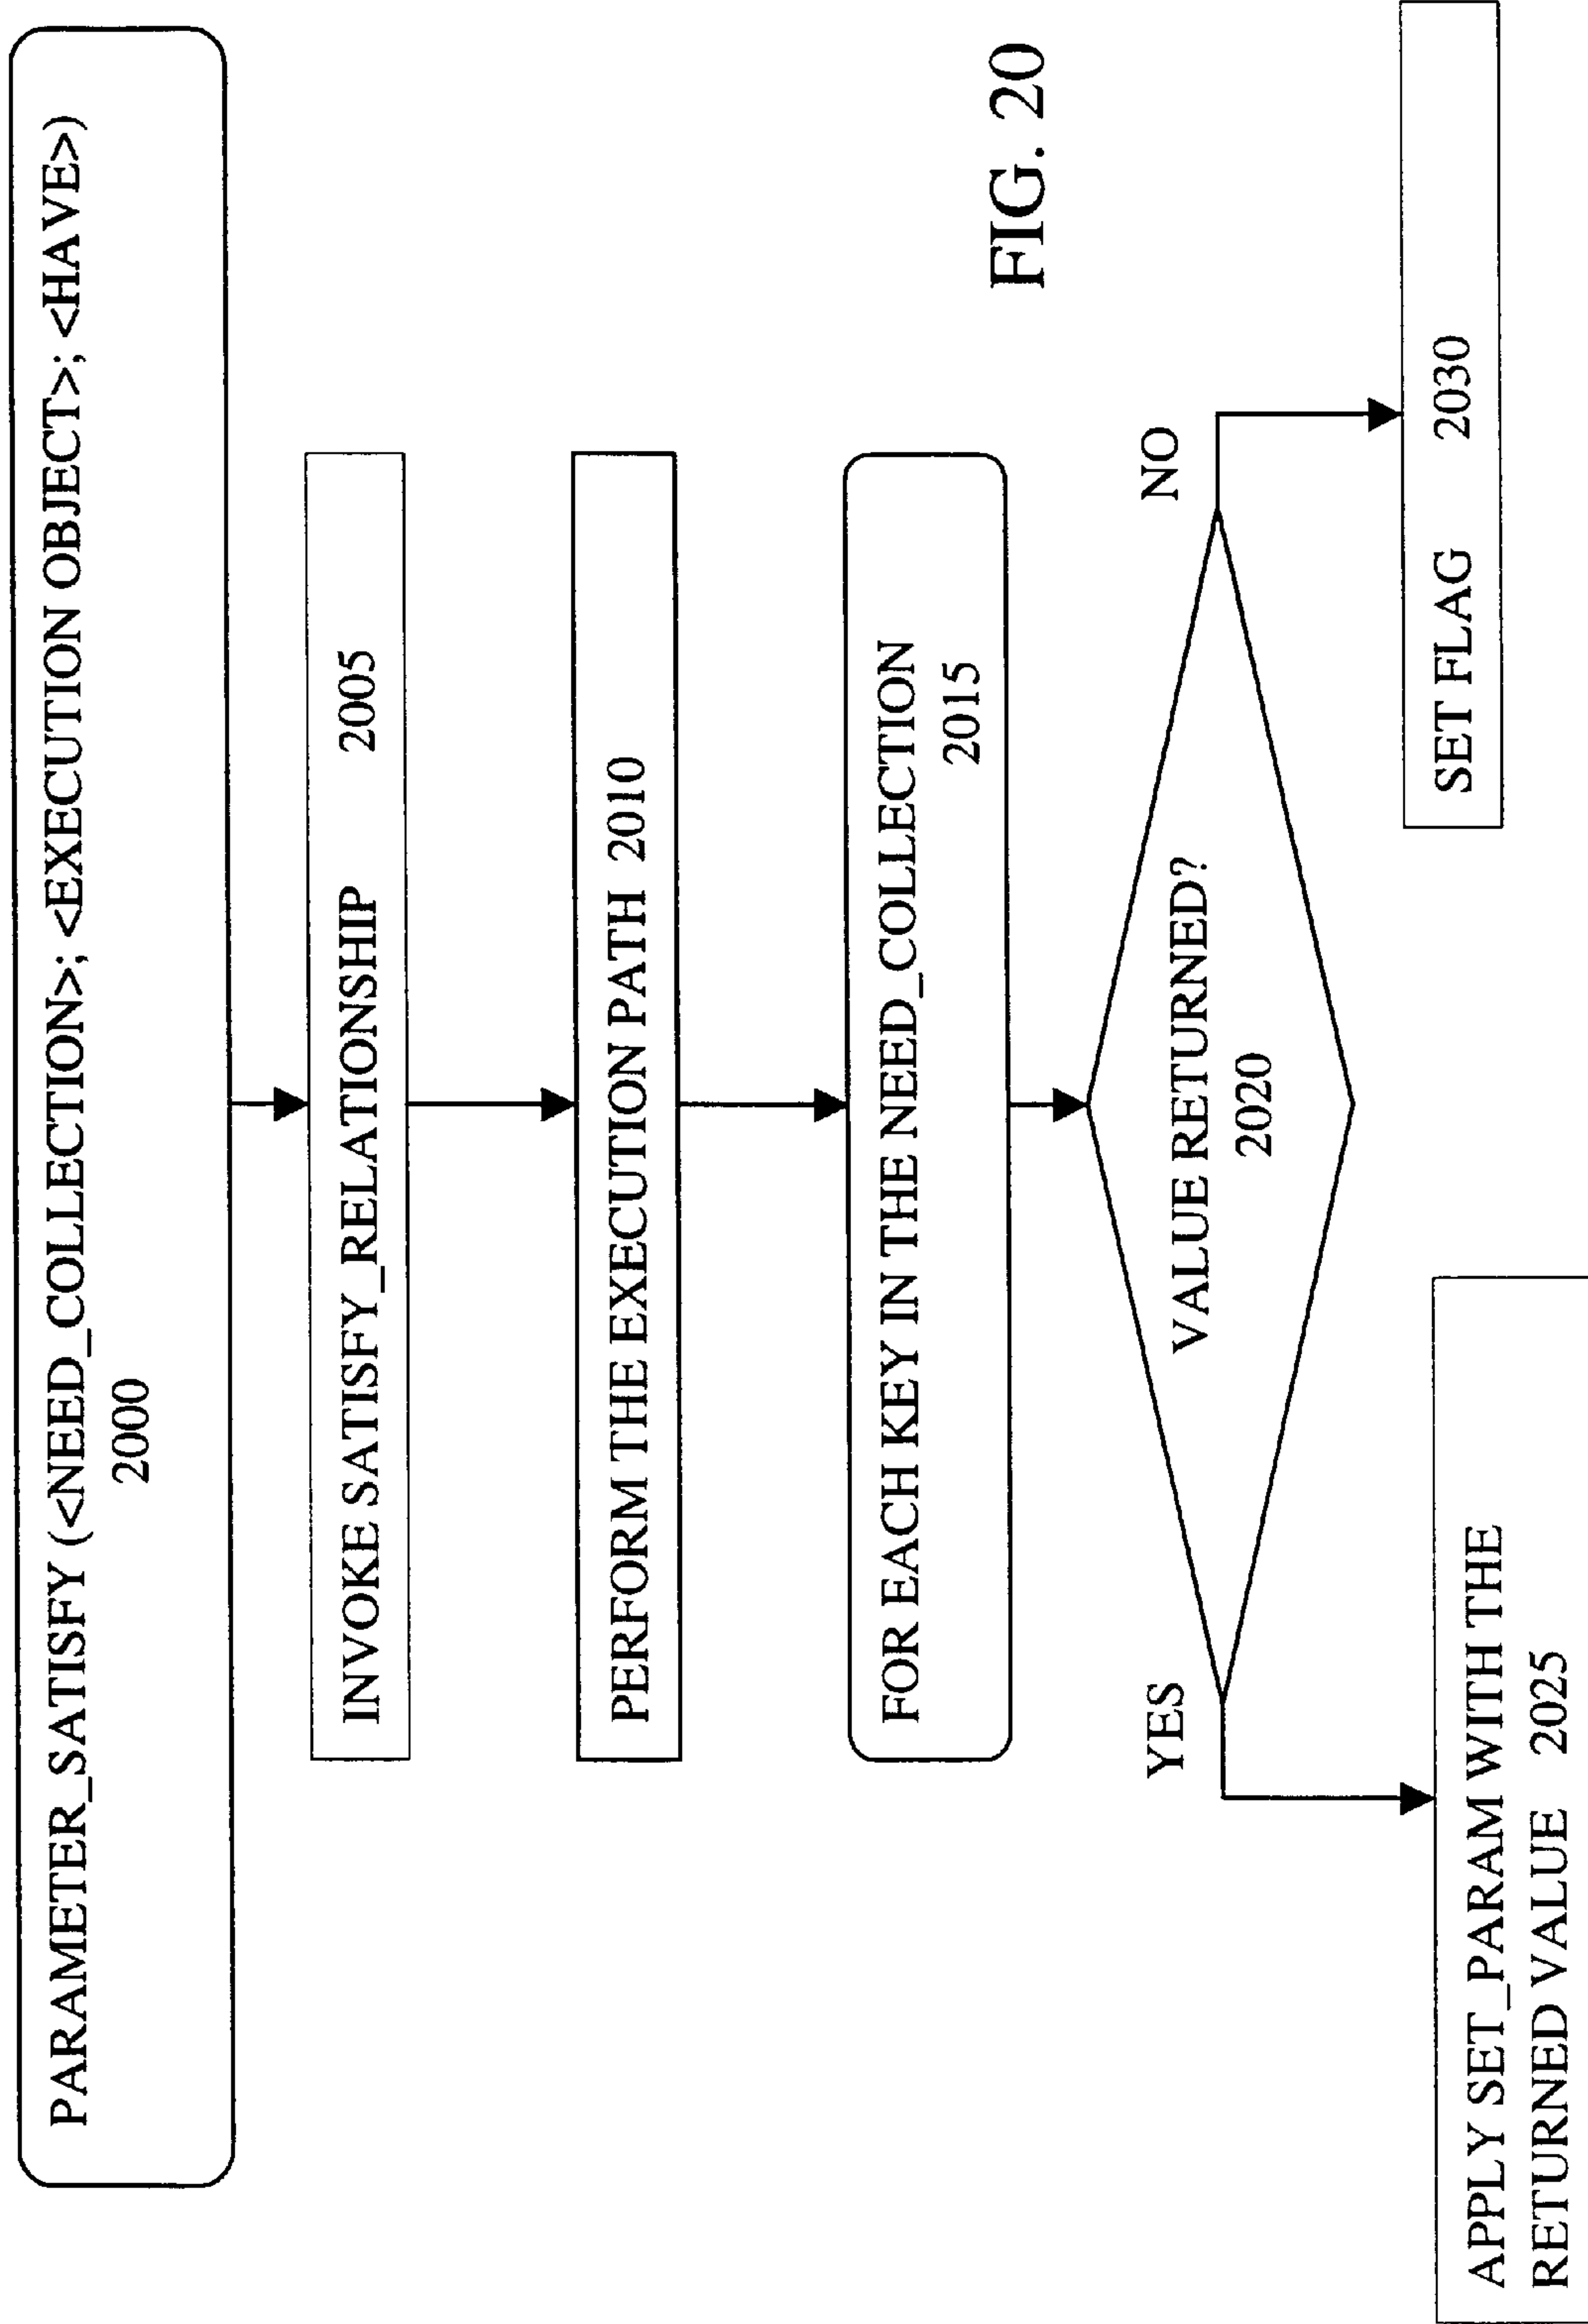 PARAMETER_SATISFY (<NEED_COLLECTION>; <EXECUTION OBJECT>; <HAVE>)
2000
INVOKE SATISFY_RELATIONSHIP 2005
PERFORM THE EXECUTION PATH 2010
FOR EACH KEY IN THE NEED_COLLECTION
2015
VALUE RETURNED?
2020
YES
NO
APPLY SET_PARAM WITH THE
RETURNED VALUE 2025
SET FLAG 2030
FIG. 20